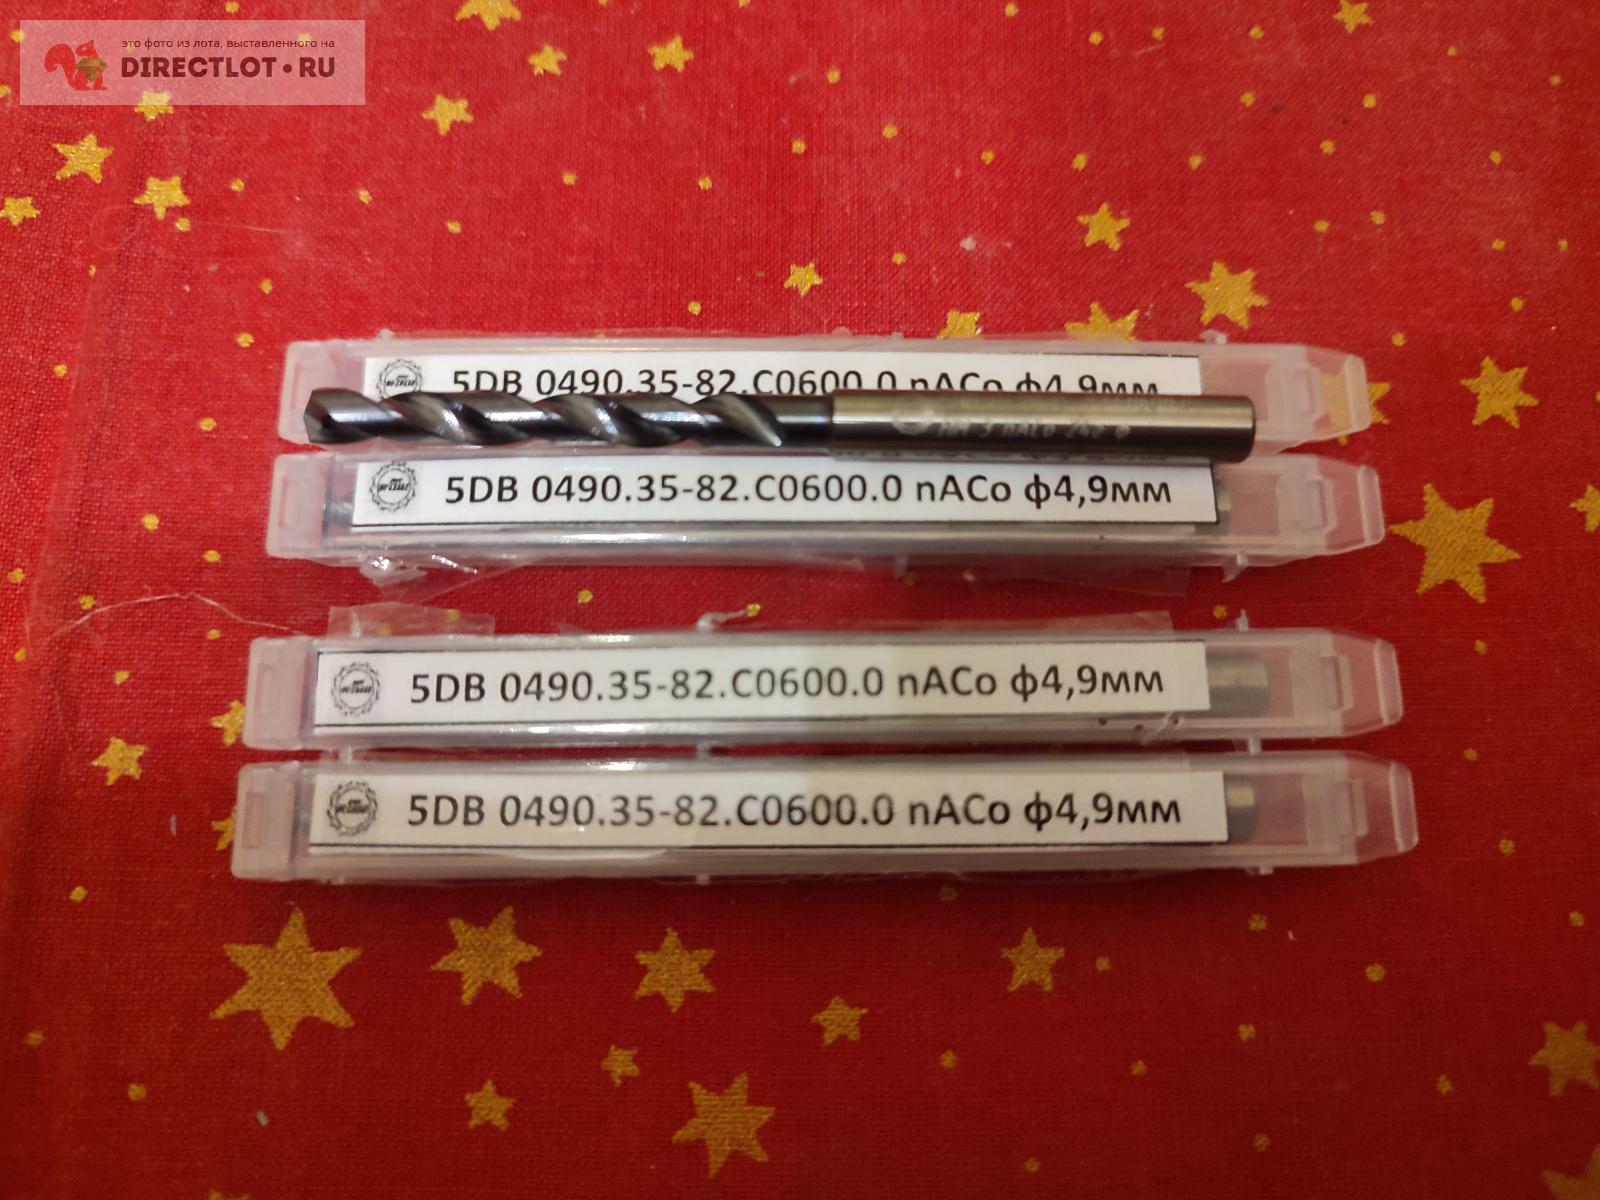 это фото из лота, выставленного на
DIRECTLOT•RU
5DB 0490.35-82.C0600.0 nACo ф4,9мм
5DB 0490.35-82.C0600.0 nACo ф4,9мм
5DB 0490.35-82.C0600.0 nACo ф4,9мм
5DB 0490.35-82.C0600.0 nACo ф4,9мм